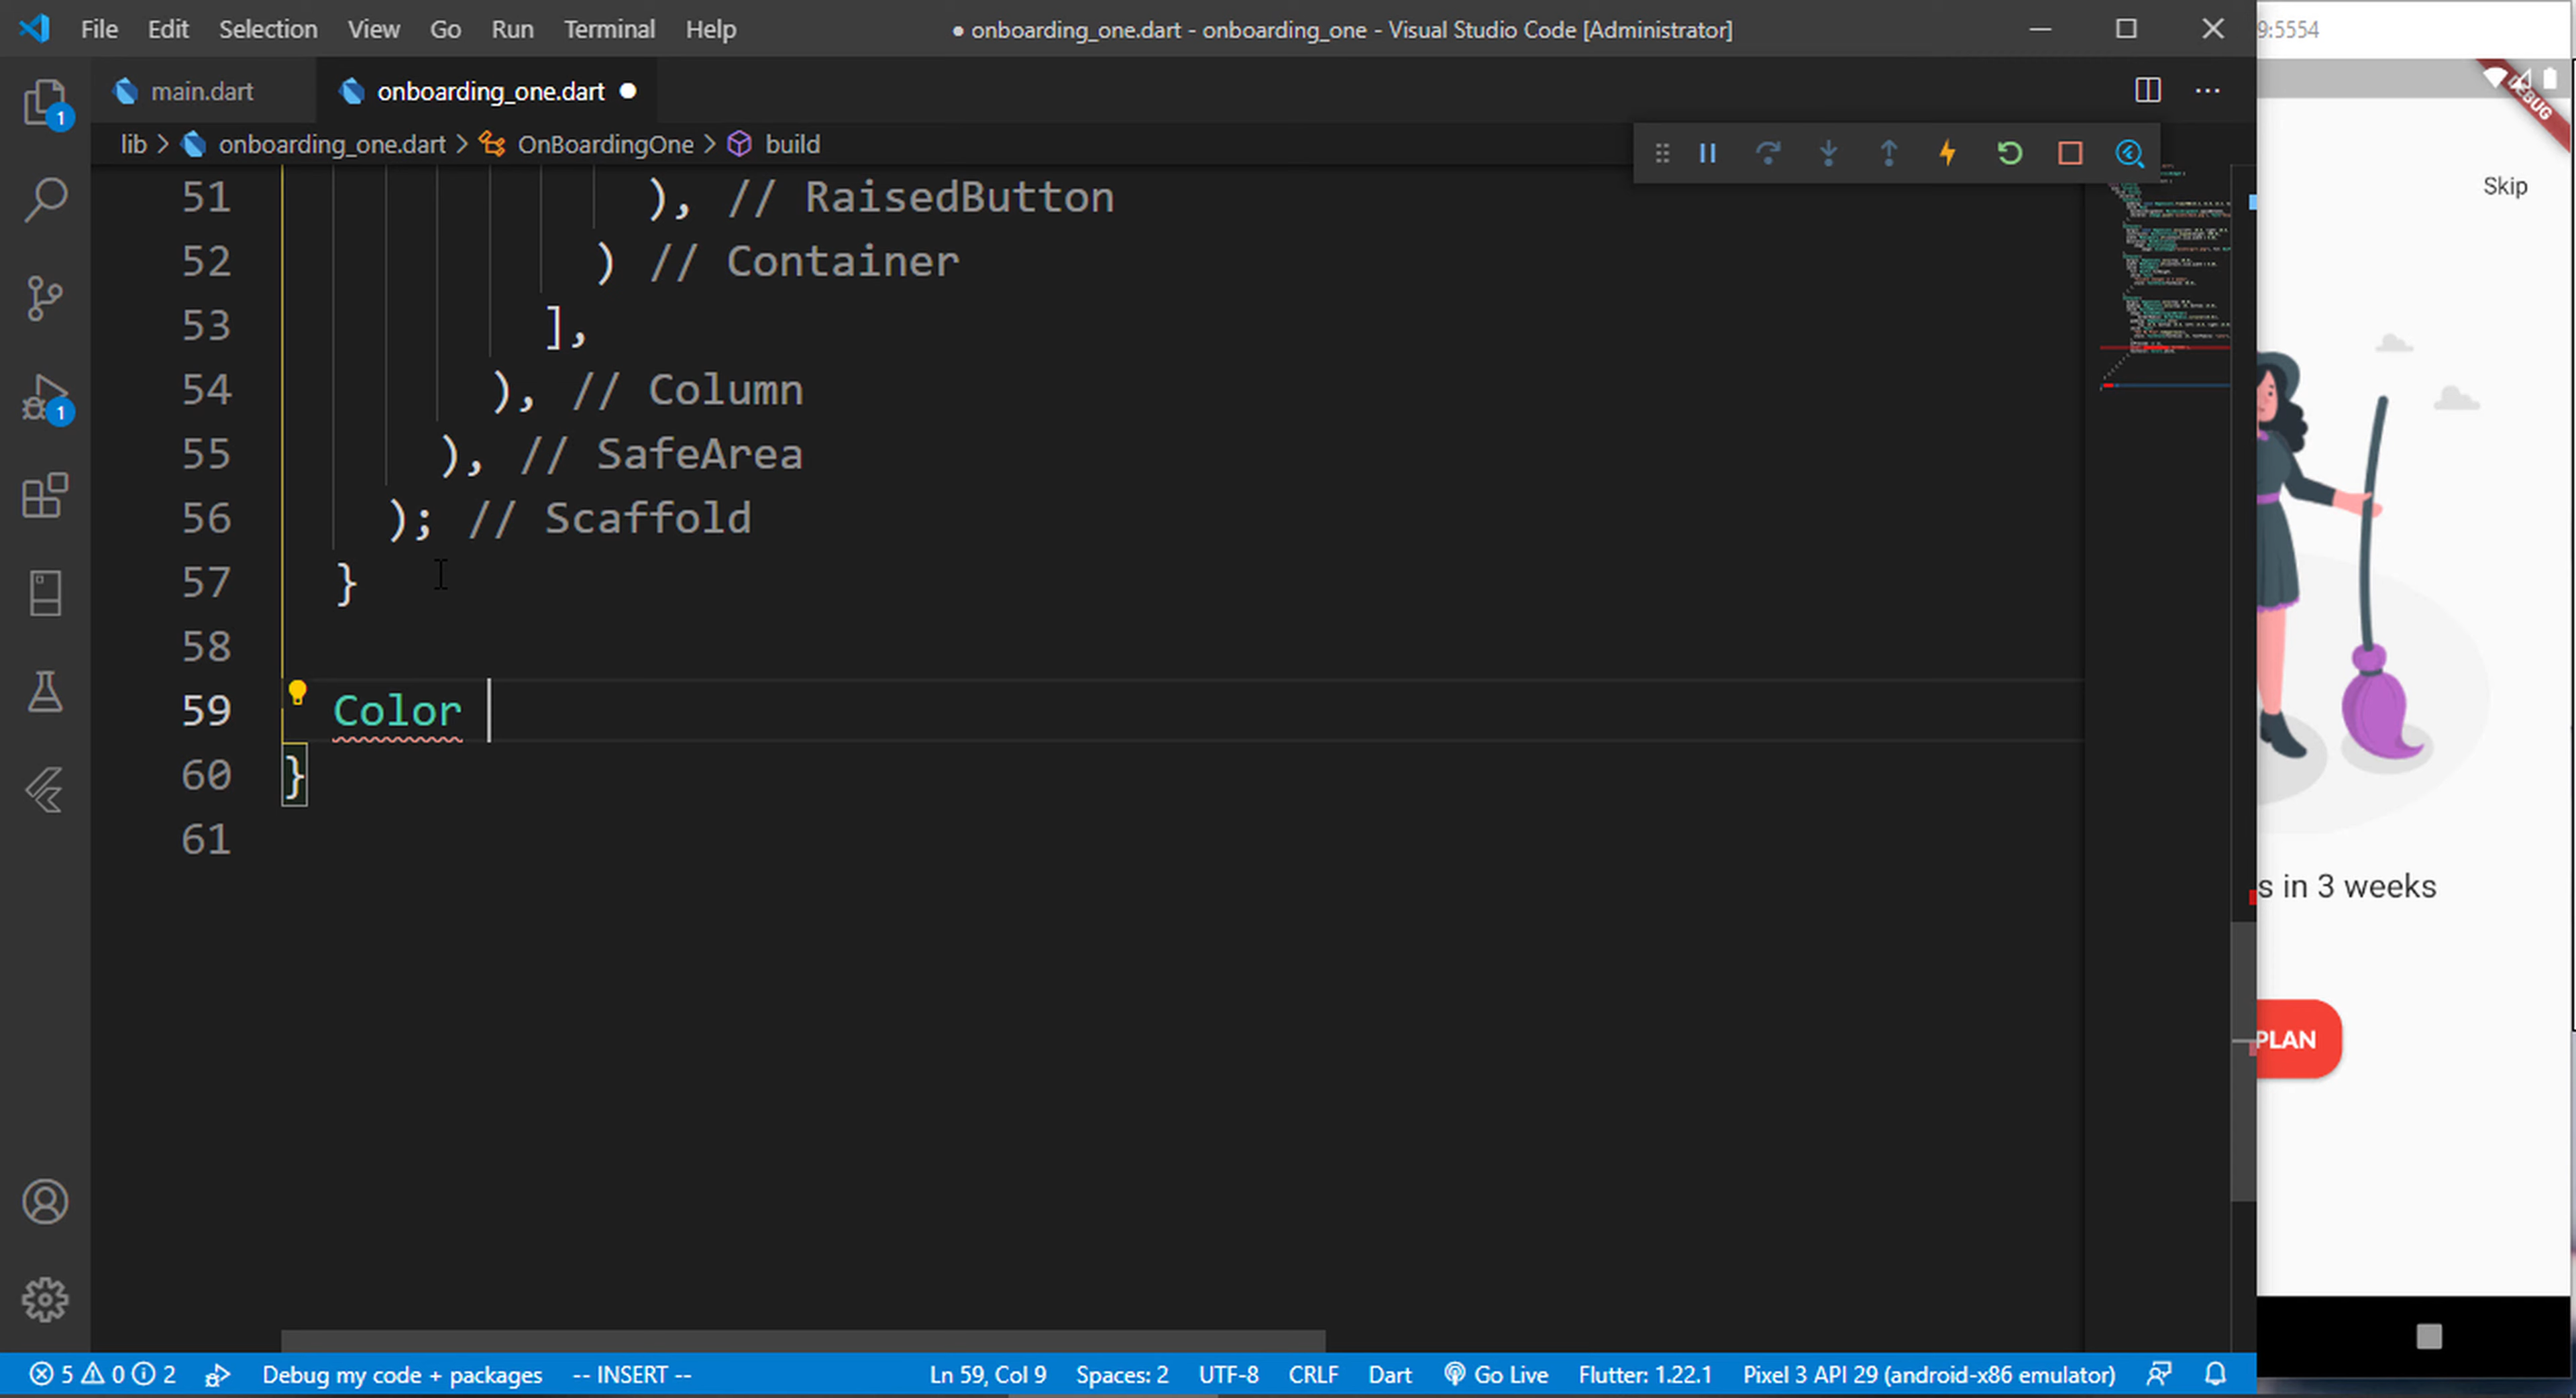 File Edit Selection View Go Run Terminal Help
● onboarding_one.dart - onboarding_one - Visual Studio Code [Administrator]
9:5554
main.dart
onboarding_one.dart ●
lib > onboarding_one.dart > OnBoardingOne > build
DEBUG
Skip
51 ), // RaisedButton
52 ) // Container
53 ],
54 ), // Column
55 ), // SafeArea
56 ); // Scaffold
57 }
58
59 Color
60 }
61
1
1
s in 3 weeks
PLAN
5 0 2 Debug my code + packages -- INSERT -- Ln 59, Col 9 Spaces: 2 UTF-8 CRLF Dart Go Live Flutter: 1.22.1 Pixel 3 API 29 (android-x86 emulator)